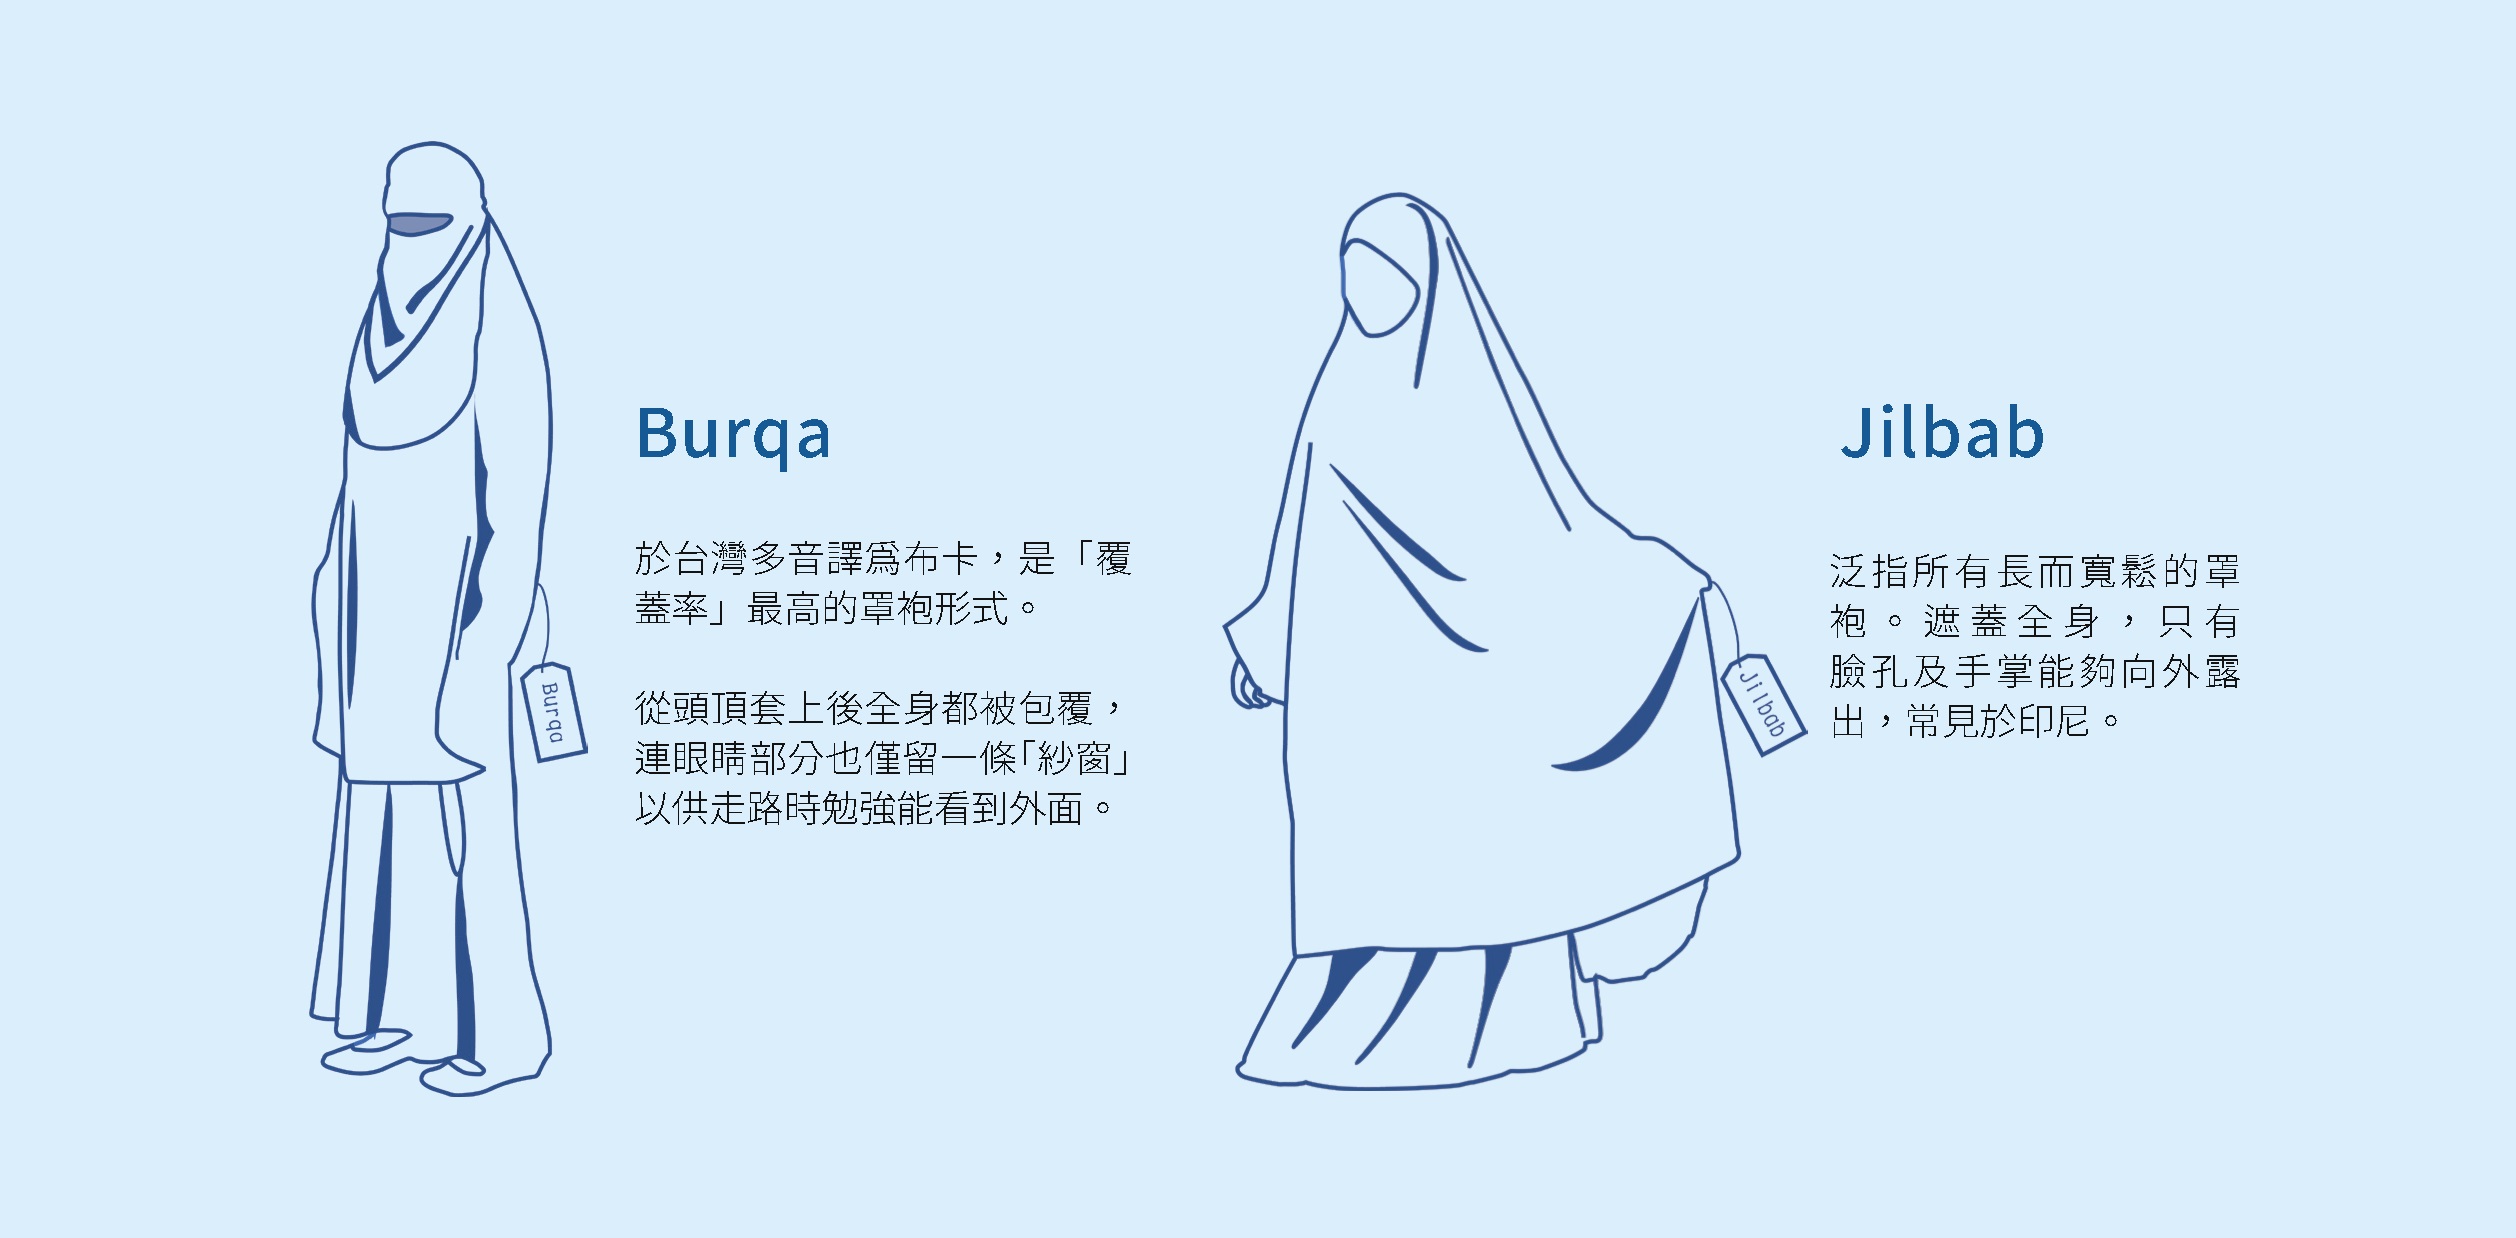 Burqa
於台灣多音譯爲布卡，是「覆
蓋率」最高的罩袍形式。
從頭頂套上後全身都被包覆，
連眼睛部分也僅留一條「紗窗」
以供走路時勉強能看到外面。
Burqa
Jilbab
泛指所有長而寬鬆的罩
袍。遮蓋全身，只有
臉孔及手掌能夠向外露
出，常見於印尼。
Jilbab